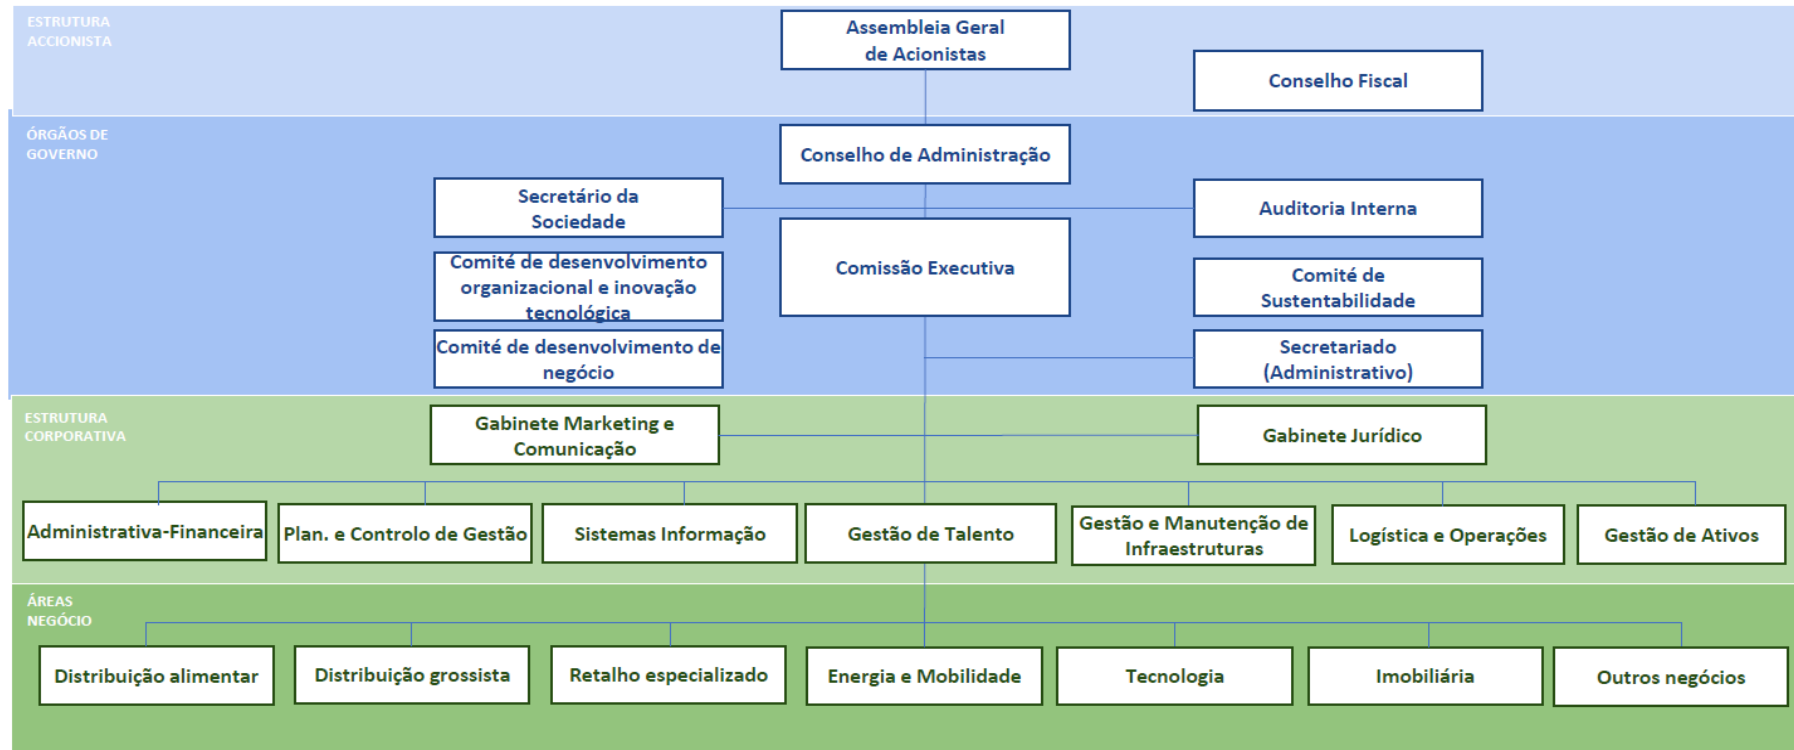 ESTRUTURA
ACCIONISTA
Assembleia Geral
de Acionistas
Conselho Fiscal
ÓRGÃOS DE
GOVERNO
Conselho de Administração
Secretário da
Sociedade
Auditoria Interna
Comissão Executiva
Comité de desenvolvimento
organizacional e inovação
tecnológica
Comité de
Sustentabilidade
Comité de desenvolvimento de
negócio
Secretariado
(Administrativo)
ESTRUTURA
CORPORATIVA
Gabinete Marketing e
Comunicação
Gabinete Jurídico
Administrativa-Financeira
Plan. e Controlo de Gestão
Sistemas Informação
Gestão de Talento
Gestão e Manutenção de
Infraestruturas
Logística e Operações
Gestão de Ativos
ÁREAS
NEGÓCIO
Distribuição alimentar
Distribuição grossista
Retalho especializado
Energia e Mobilidade
Tecnologia
Imobiliária
Outros negócios